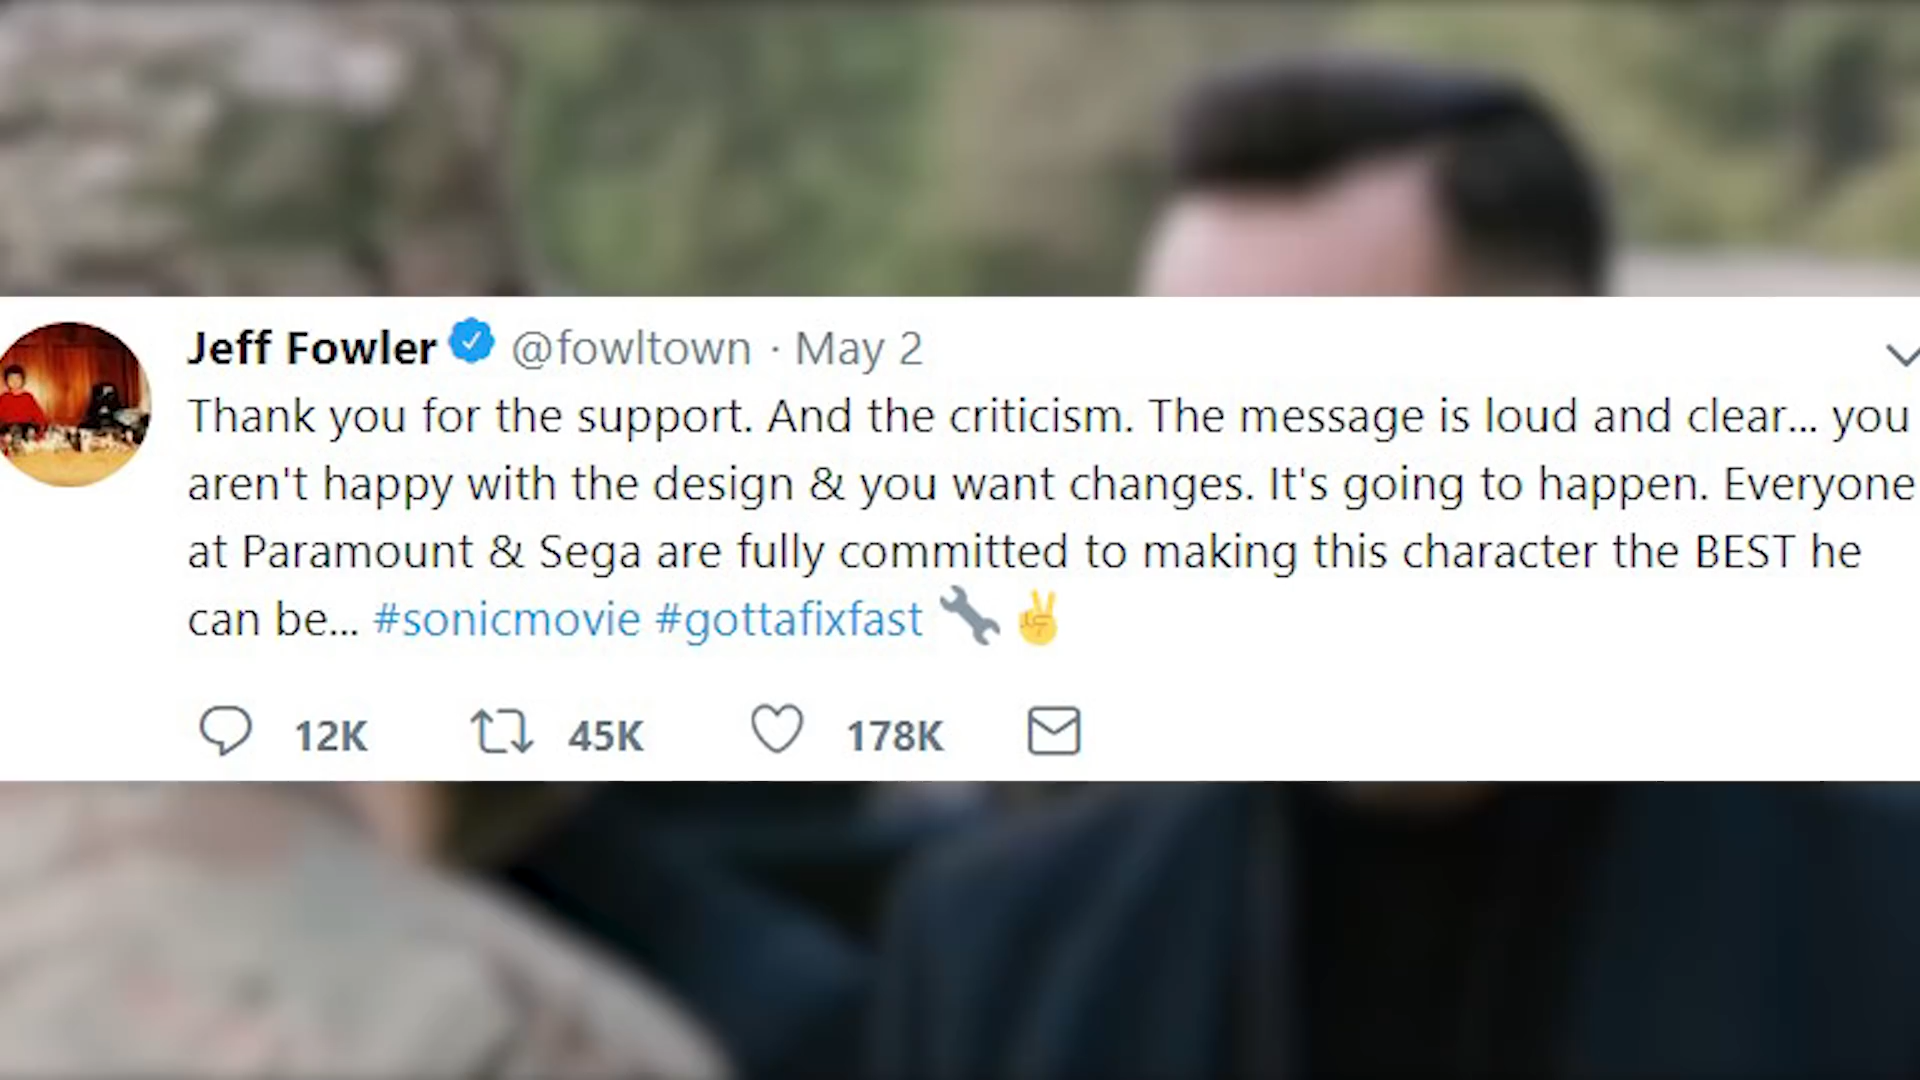 Jeff Fowler @fowltown · May 2
Thank you for the support. And the criticism. The message is loud and clear... you
aren't happy with the design & you want changes. It's going to happen. Everyone
at Paramount & Sega are fully committed to making this character the BEST he
can be... #sonicmovie #gottafixfast 🔧✌
12K 45K 178K